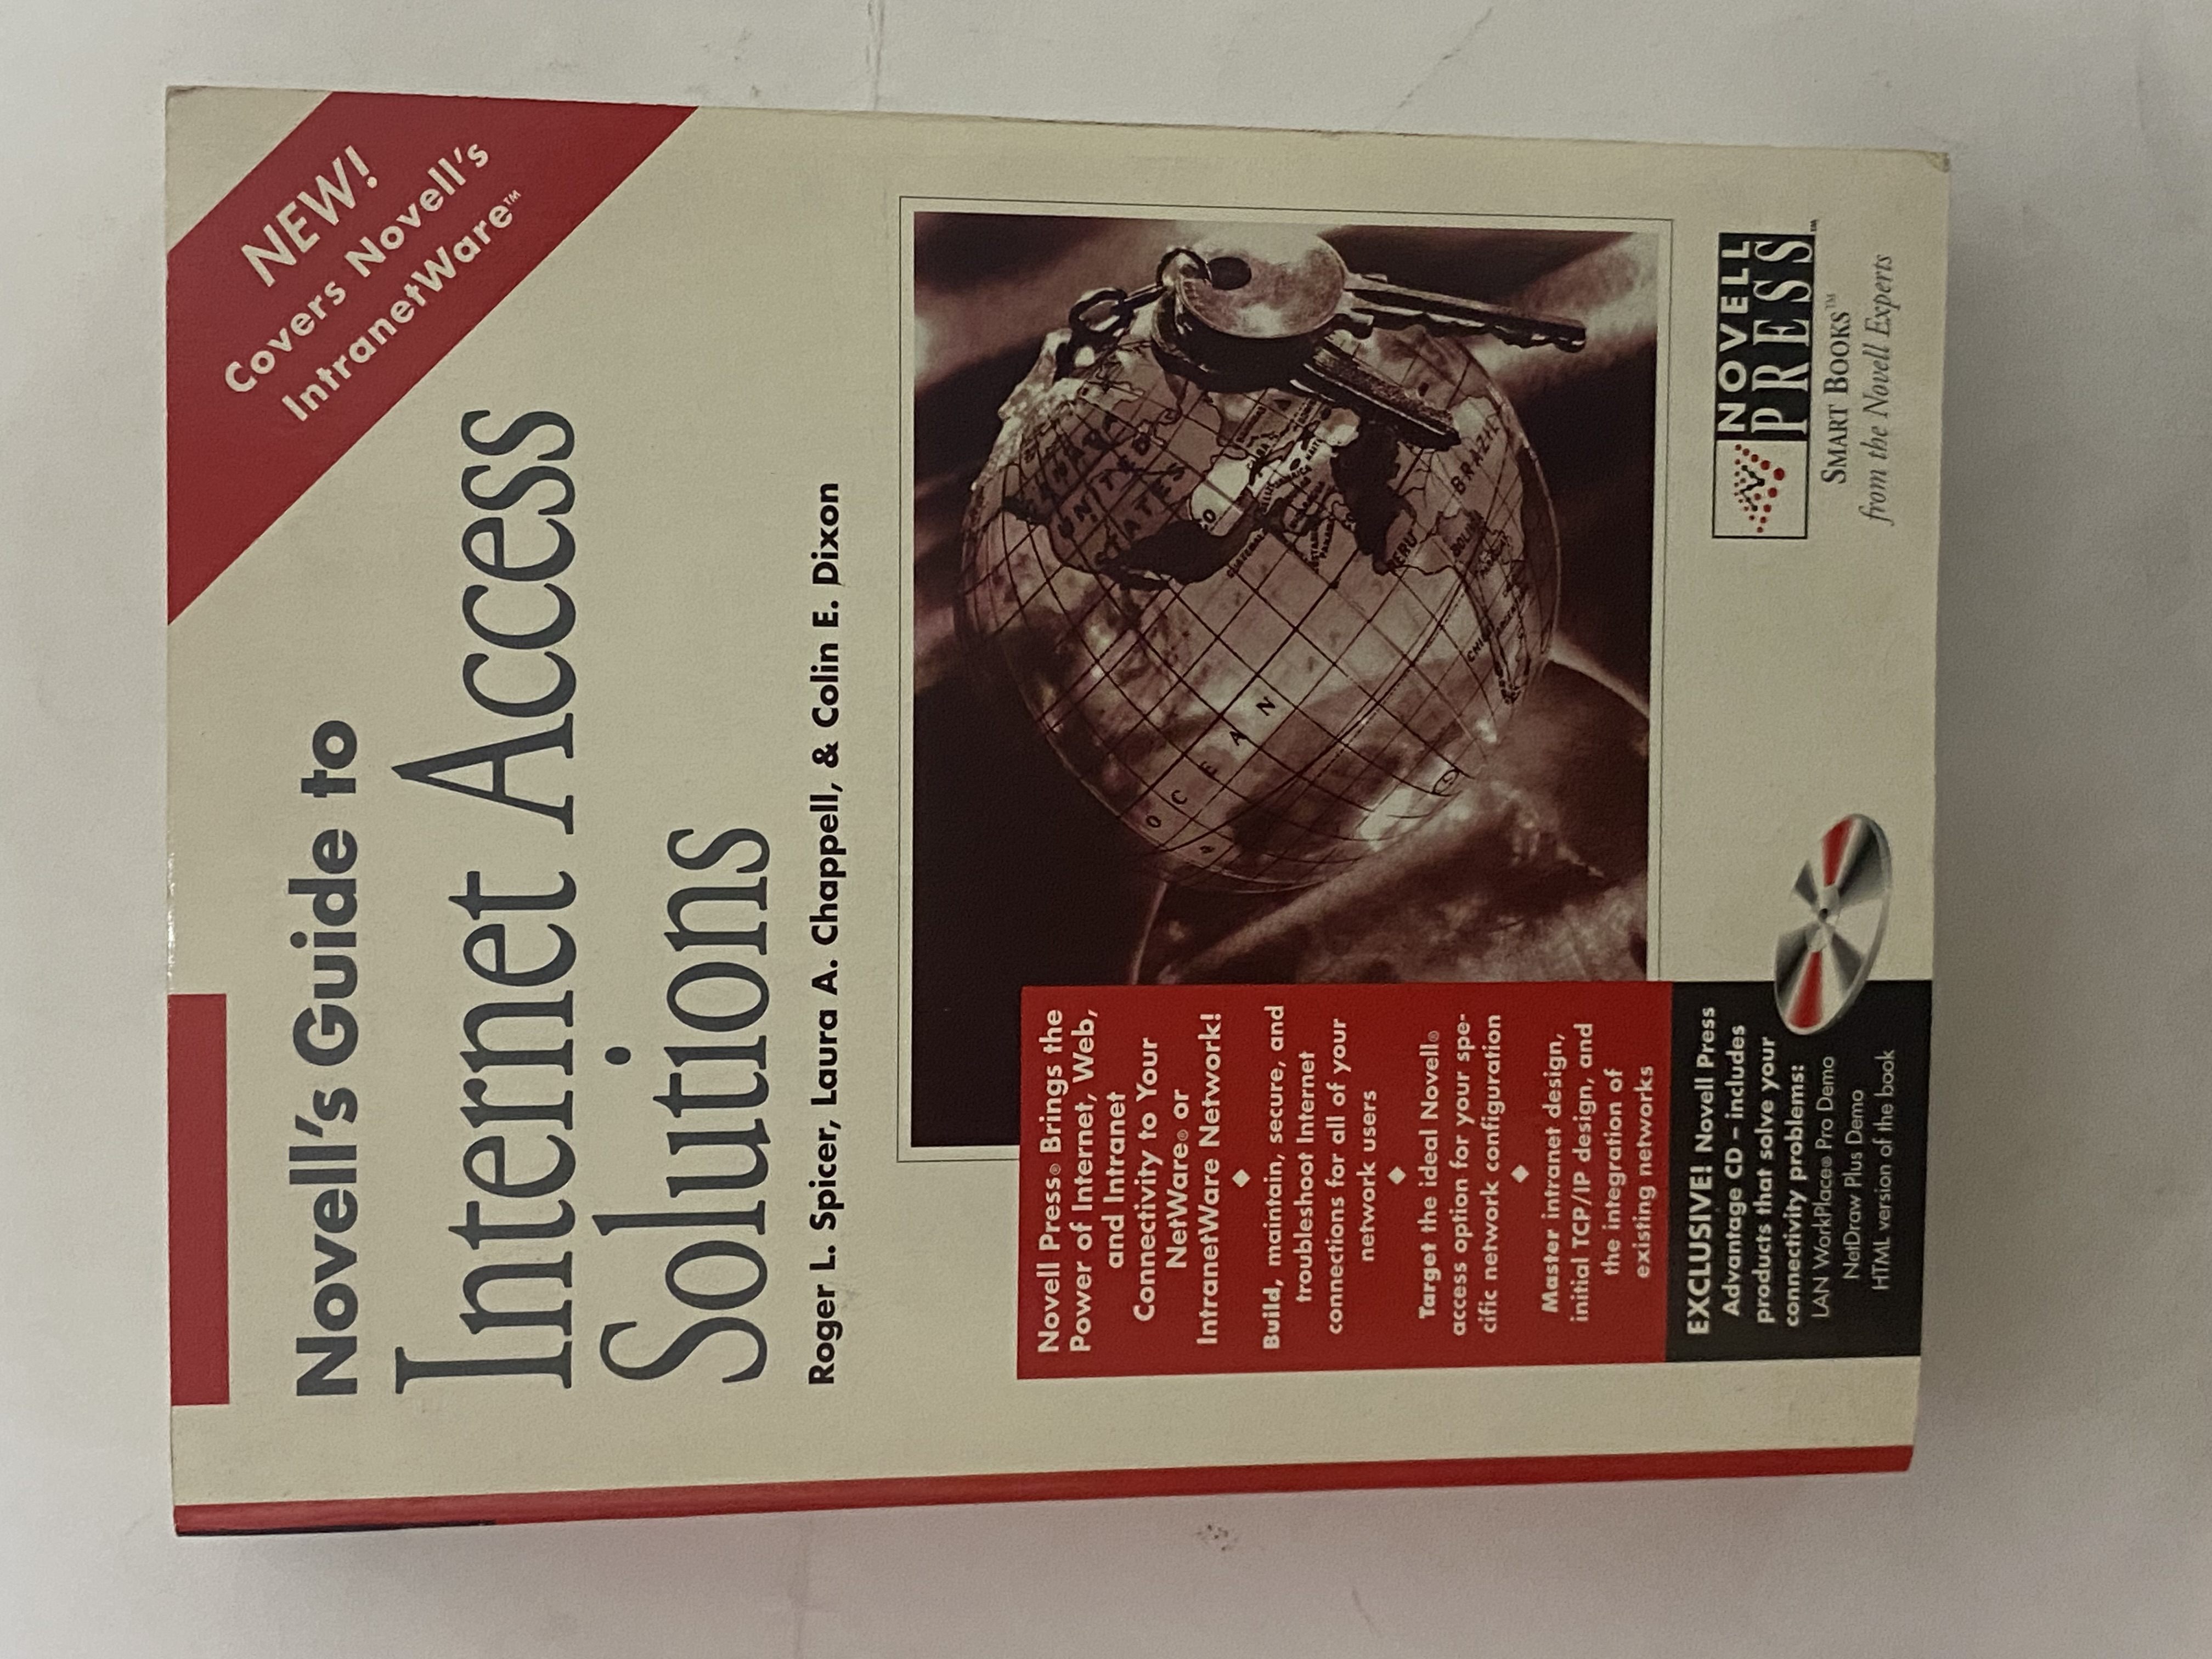 NEW!
Covers Novell's
IntranetWare™
Novell's Guide to
Internet Access
Solutions
Roger L. Spicer, Laura A. Chappell, & Colin E. Dixon
Novell Press® Brings the
Power of Internet, Web,
and Intranet
Connectivity to Your
NetWare® or
IntranetWare Network!
Build, maintain, secure, and
troubleshoot Internet
connections for all of your
network users
Target the ideal Novell®
access option for your spe-
cific network configuration
Master intranet design,
initial TCP/IP design, and
the integration of
existing networks
EXCLUSIVE! Novell Press
Advantage CD – includes
products that solve your
connectivity problems:
LAN WorkPlace® Pro Demo
NetDraw Plus Demo
HTML version of the book
OCEAN
UNITED
STATES
PANAMA
PERU
BRAZIL
NOVELL
PRESS™
SMART BOOKS™
from the Novell Experts